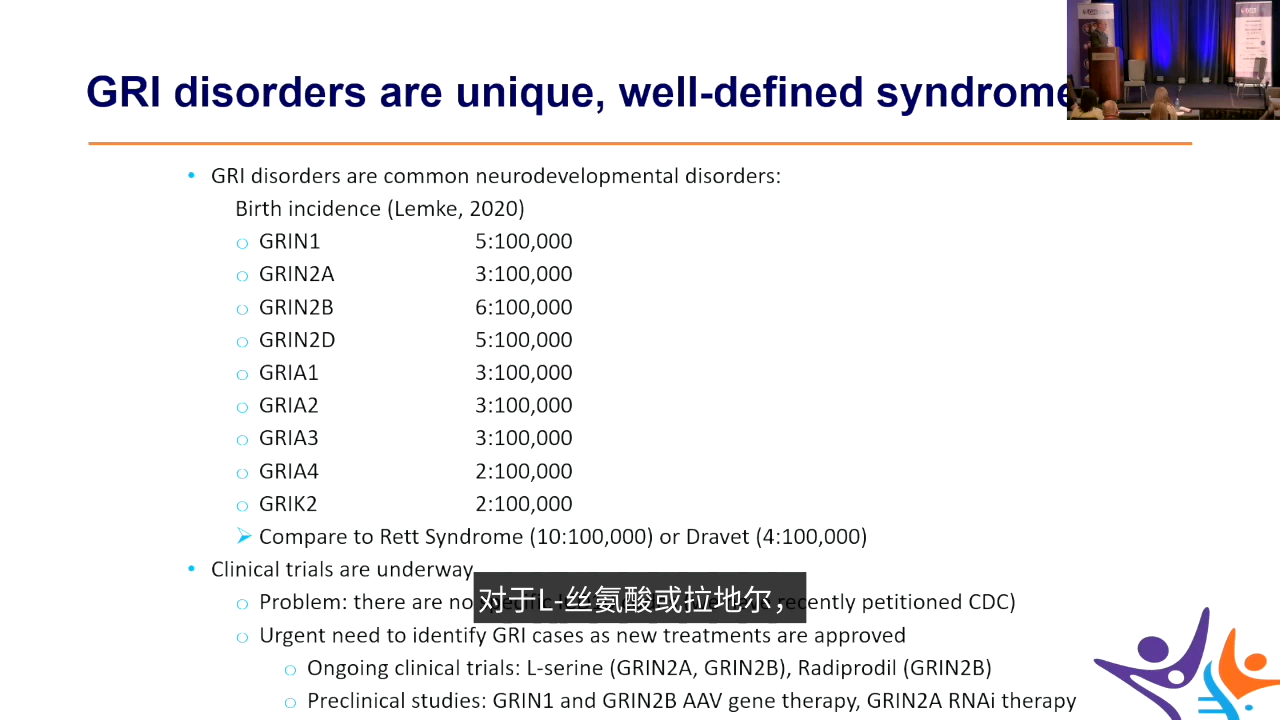 GRI disorders are unique, well-defined syndrome
GRI disorders are common neurodevelopmental disorders:
Birth incidence (Lemke, 2020)
GRIN1 5:100,000
GRIN2A 3:100,000
GRIN2B 6:100,000
GRIN2D 5:100,000
GRIA1 3:100,000
GRIA2 3:100,000
GRIA3 3:100,000
GRIA4 2:100,000
GRIK2 2:100,000
Compare to Rett Syndrome (10:100,000) or Dravet (4:100,000)
Clinical trials are underway
Problem: there are no recently petitioned CDC)
对于L-丝氨酸或拉地尔，
Urgent need to identify GRI cases as new treatments are approved
Ongoing clinical trials: L-serine (GRIN2A, GRIN2B), Radiprodil (GRIN2B)
Preclinical studies: GRIN1 and GRIN2B AAV gene therapy, GRIN2A RNAi therapy